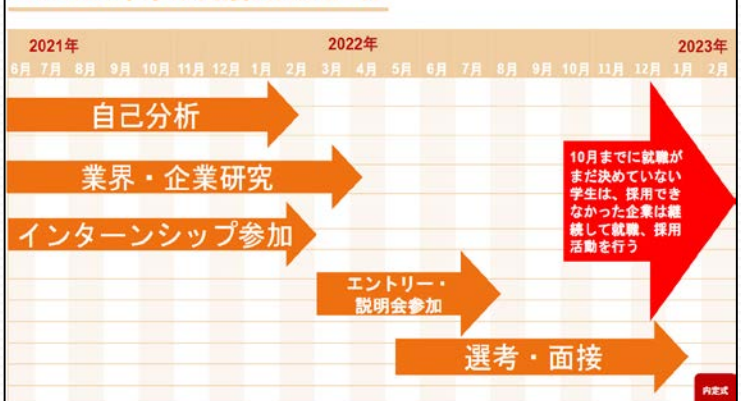 2021年 2022年 2023年
6月 7月 8月 9月 10月 11月 12月 1月 2月 3月 4月 5月 6月 7月 8月 9月 10月 11月 12月 1月 2月
自己分析
業界・企業研究
インターンシップ参加
エントリー・
説明会参加
選考・面接
10月までに就職が
まだ決めていない
学生は、採用でき
なかった企業は継
続して就職、採用
活動を行う
内定式